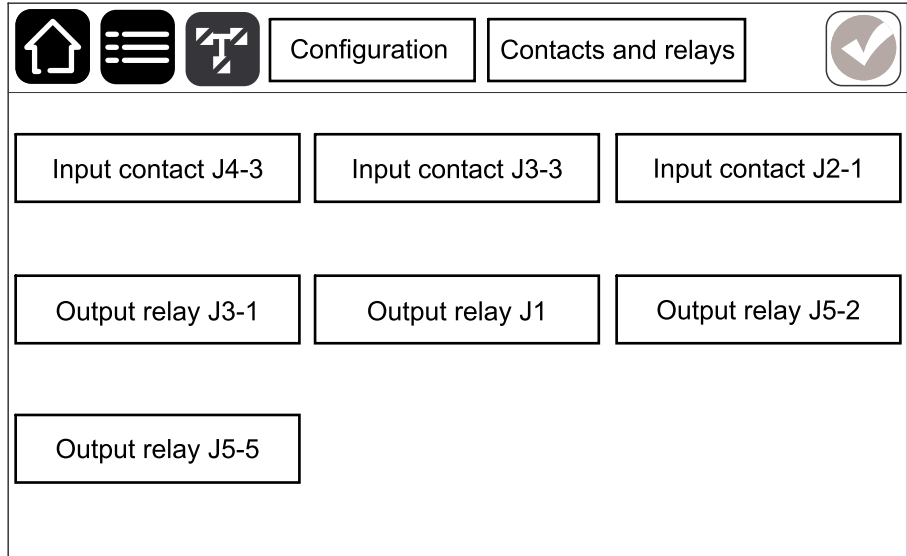 Configuration
Contacts and relays
Input contact J4-3
Input contact J3-3
Input contact J2-1
Output relay J3-1
Output relay J1
Output relay J5-2
Output relay J5-5